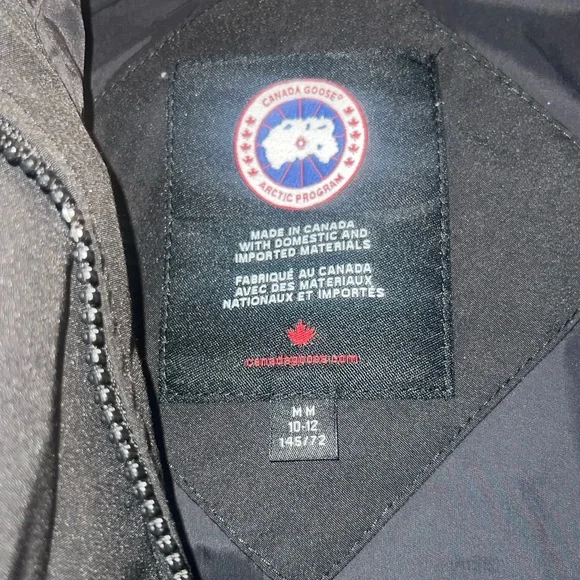 CANADA GOOSE®
ARCTIC PROGRAM
MADE IN CANADA
WITH DOMESTIC AND
IMPORTED MATERIALS
FABRIQUÉ AU CANADA
AVEC DES MATÉRIAUX
NATIONAUX ET IMPORTÉS
canadagoose.com
M M
10-12
145/72